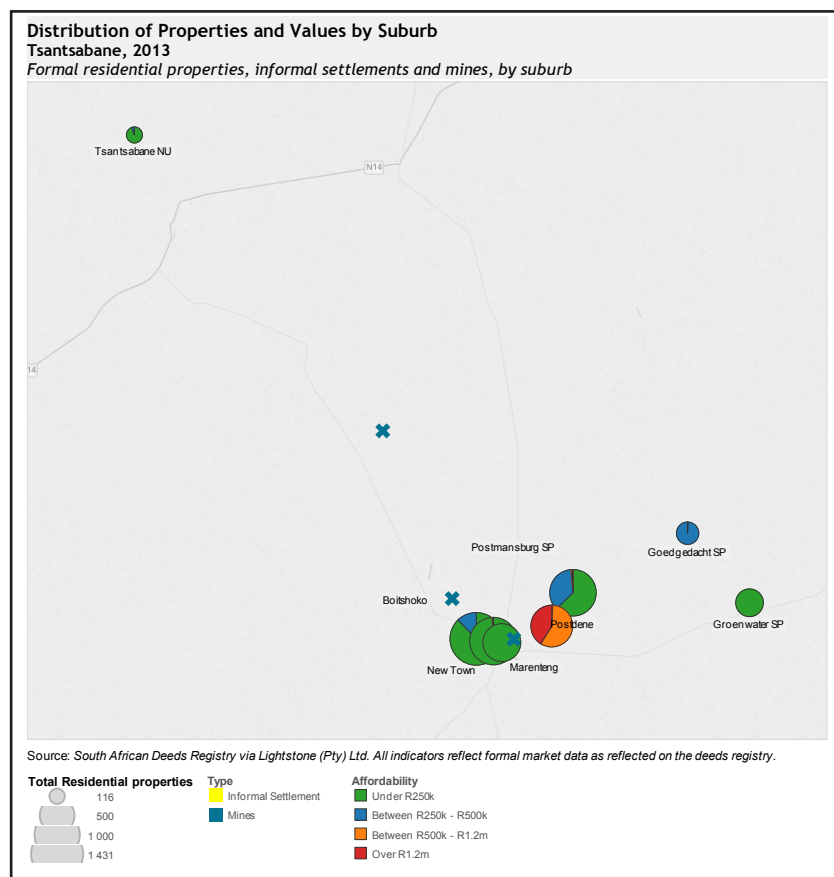 Distribution of Properties and Values by Suburb
Tsantsabane, 2013
Formal residential properties, informal settlements and mines, by suburb
Tsantsabane NU
N14
14
Postmansburg SP
Goedgedacht SP
Boitshoko
Postdene
Groenwater SP
New Town
Marenteng
Source: South African Deeds Registry via Lightstone (Pty) Ltd. All indicators reflect formal market data as reflected on the deeds registry.
Total Residential properties
116
500
1 000
1 431
Type
Informal Settlement
Mines
Affordability
Under R250k
Between R250k - R500k
Between R500k - R1.2m
Over R1.2m